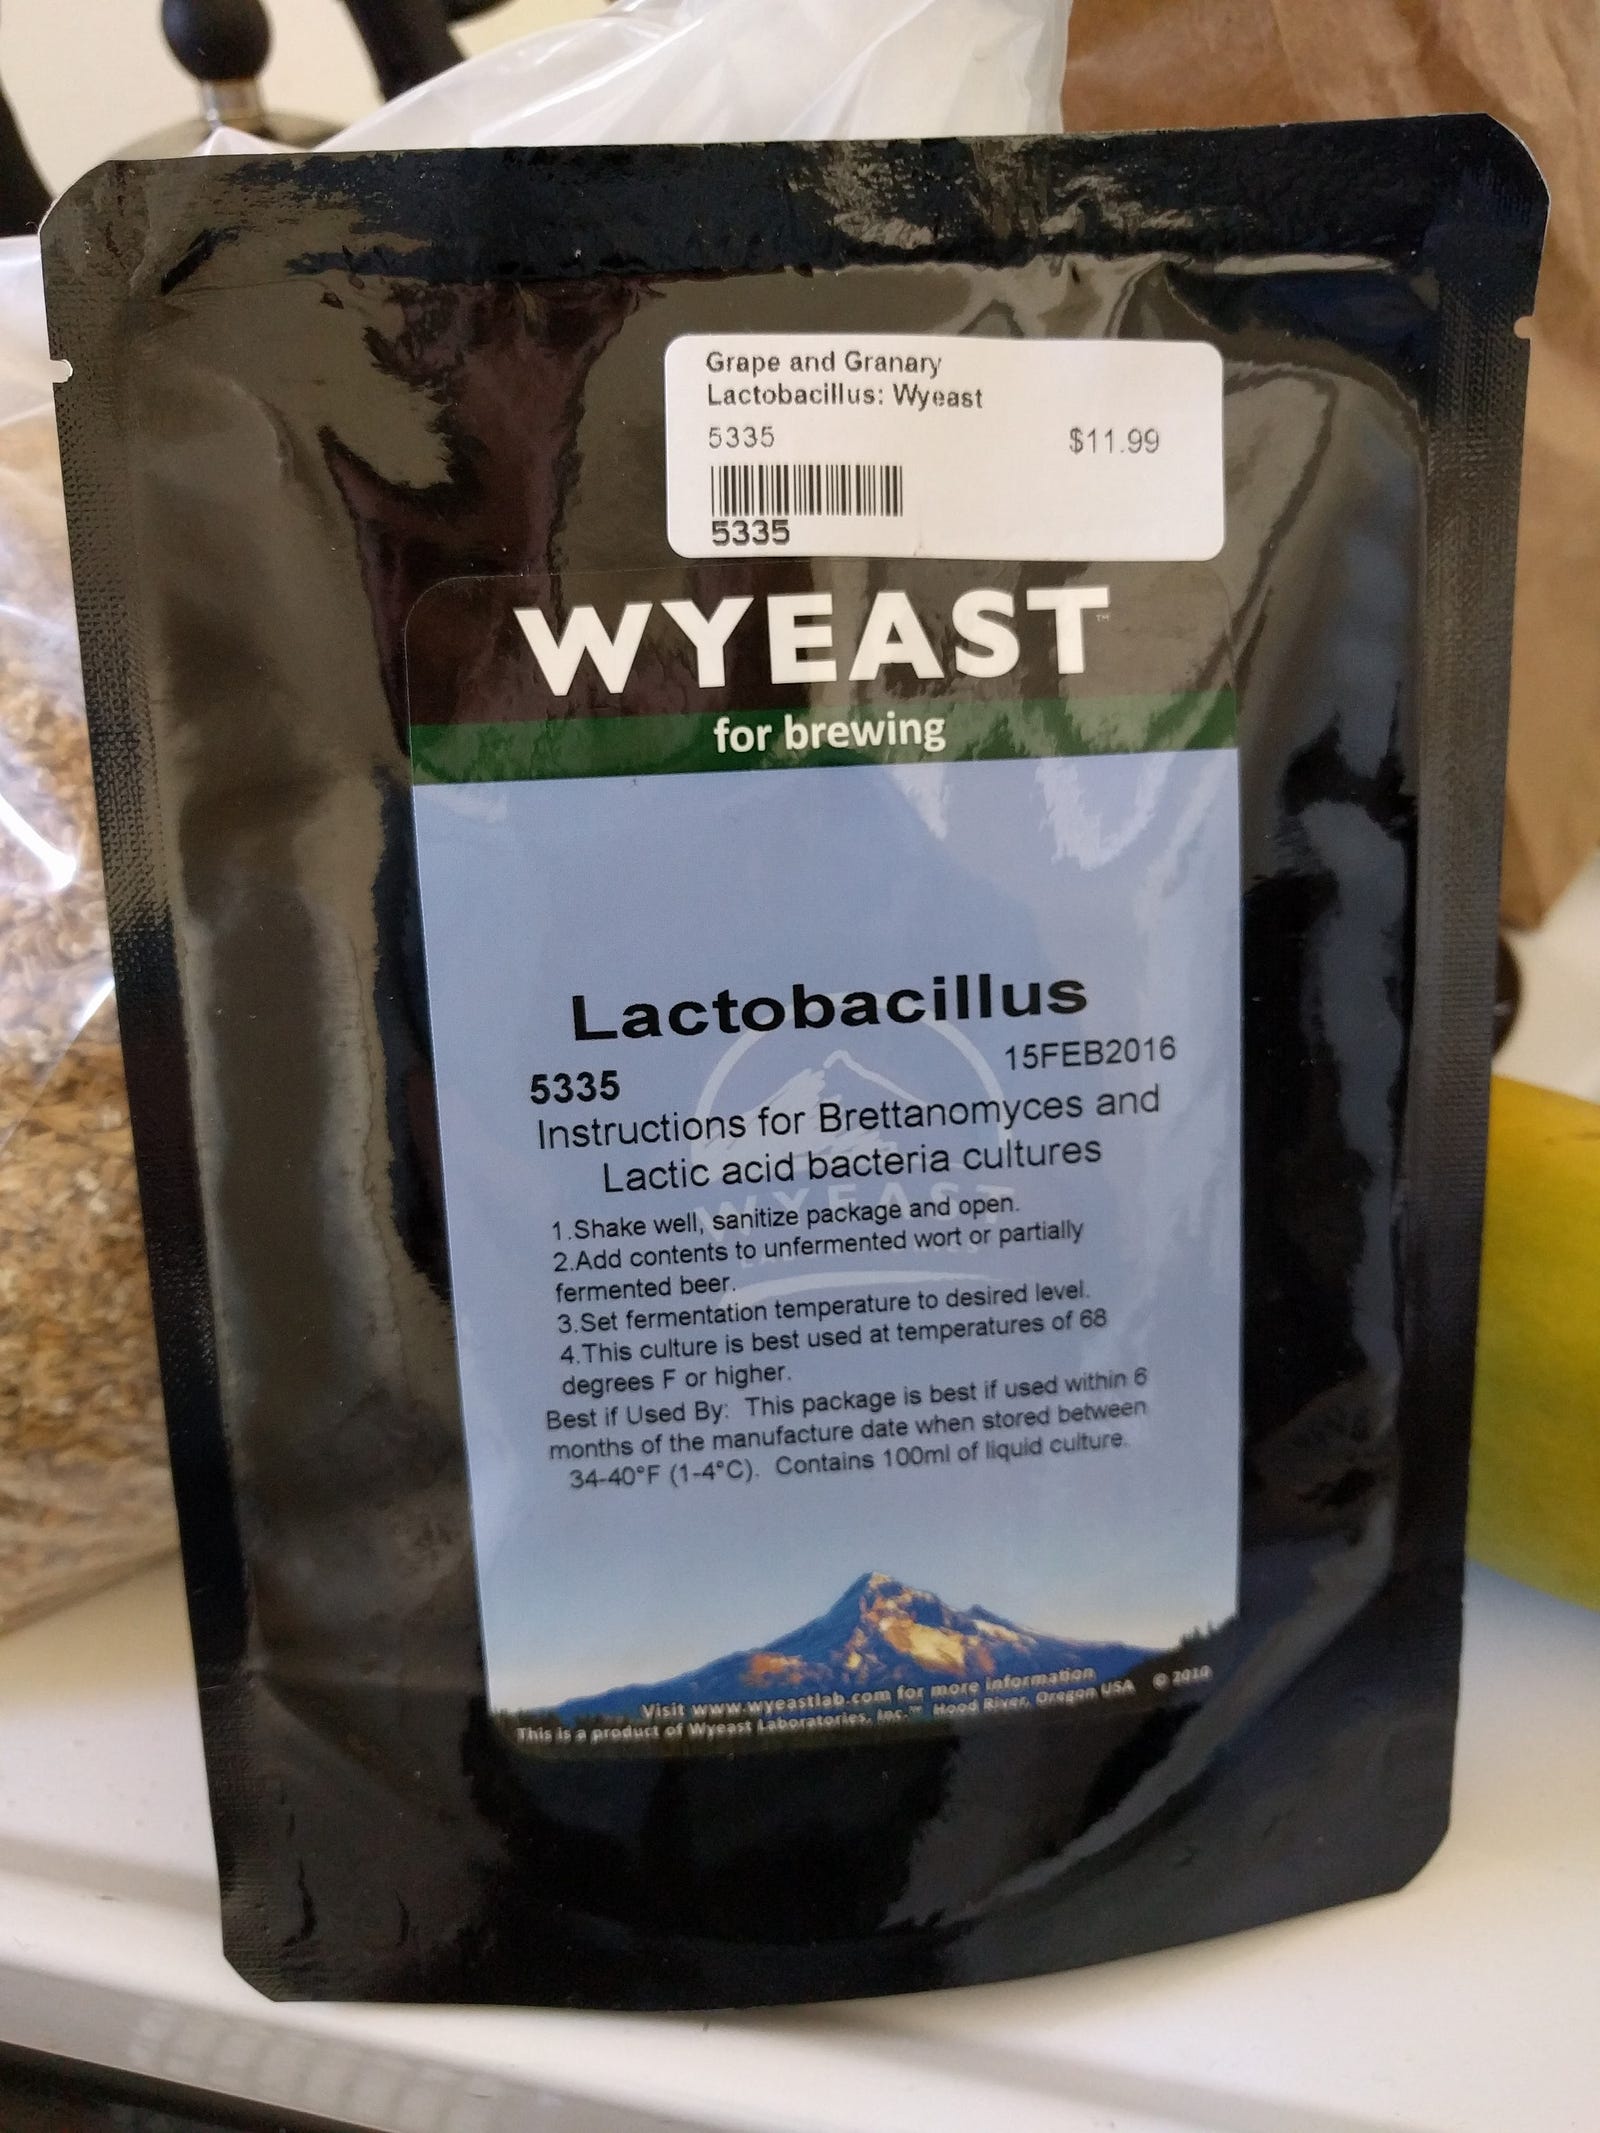 Grape and Granary
Lactobacillus: Wyeast
5335 $11.99
5335
WYEAST™
for brewing
Lactobacillus
5335 15FEB2016
Instructions for Brettanomyces and
Lactic acid bacteria cultures
1.Shake well, sanitize package and open.
2.Add contents to unfermented wort or partially
fermented beer.
3.Set fermentation temperature to desired level.
4.This culture is best used at temperatures of 68
degrees F or higher.
Best if Used By: This package is best if used within 6
months of the manufacture date when stored between
34-40°F (1-4°C). Contains 100ml of liquid culture.
WYEAST
Visit www.wyeastlab.com for more information
This is a product of Wyeast Laboratories, Inc.™ Hood River, Oregon USA © 2010